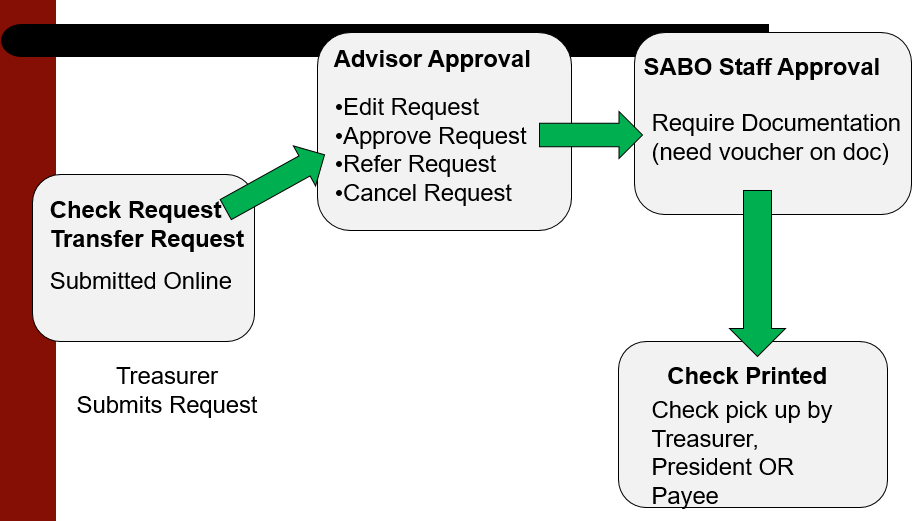 Check Request
Transfer Request
Submitted Online
Treasurer
Submits Request
Advisor Approval
•Edit Request
•Approve Request
•Refer Request
•Cancel Request
SABO Staff Approval
Require Documentation
(need voucher on doc)
Check Printed
Check pick up by
Treasurer,
President OR
Payee